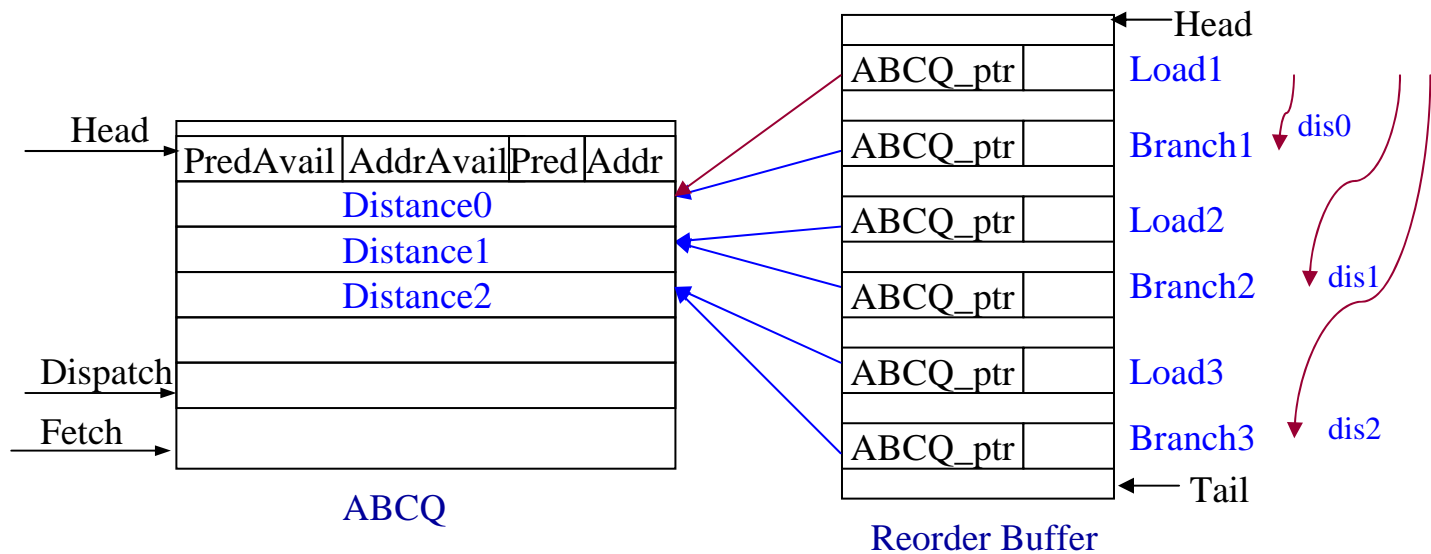 Head
PredAvail AddrAvail Pred Addr
Distance0
Distance1
Distance2
Dispatch
Fetch
ABCQ
Head
ABCQ_ptr Load1
ABCQ_ptr Branch1
ABCQ_ptr Load2
ABCQ_ptr Branch2
ABCQ_ptr Load3
ABCQ_ptr Branch3
Tail
Reorder Buffer
dis0
dis1
dis2